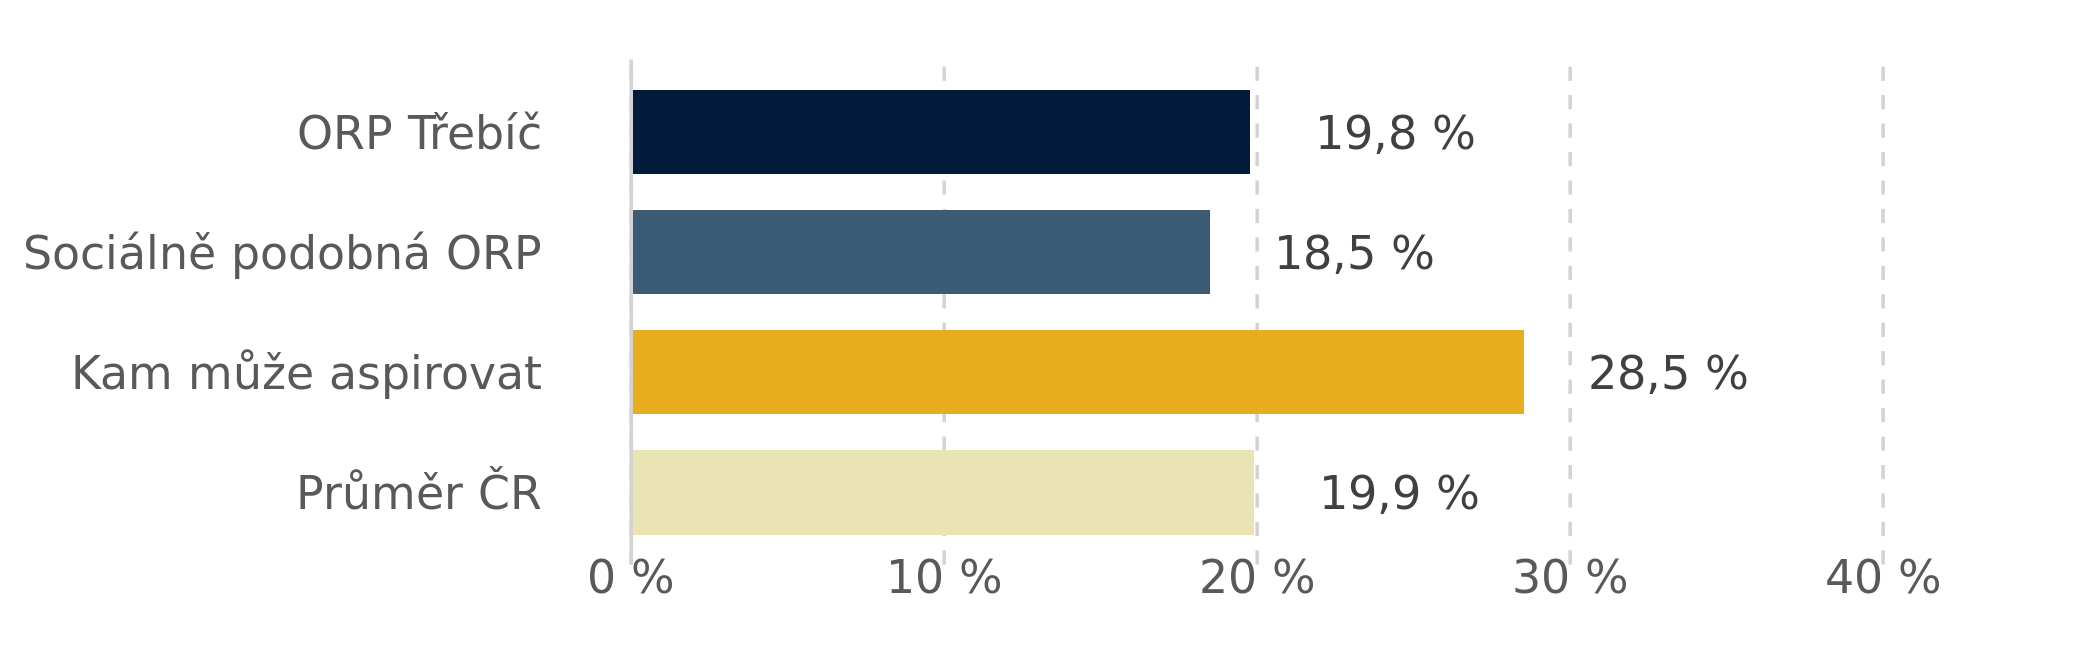 ORP Třebíč 19,8 %
Sociálně podobná ORP 18,5 %
Kam může aspirovat 28,5 %
Průměr ČR 19,9 %
0 % 10 % 20 % 30 % 40 %